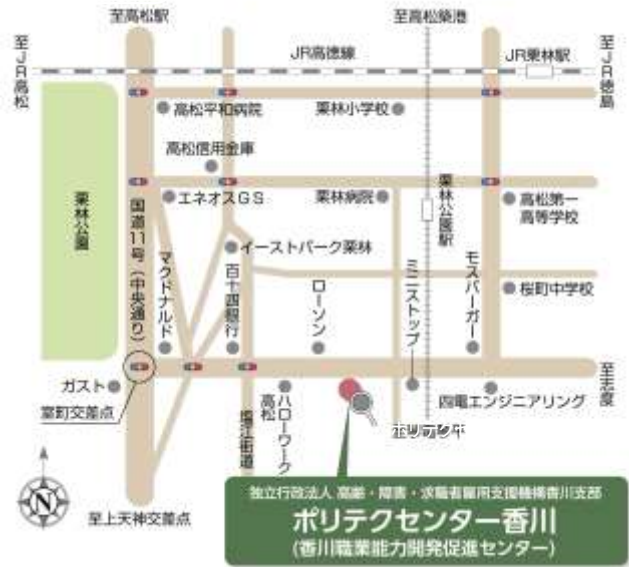 至高松駅
至高松築港
至JR高松
JR高徳線
JR栗林駅
至JR徳島
高松平和病院
栗林小学校
高松信用金庫
エネオスGS
栗林病院
栗林公園駅
高松第一
高等学校
栗林公園
国道11号(中央通り)
マクドナルド
イーストパーク栗林
百十四銀行
ローソン
ミニストップ
モスバーガー
桜町中学校
至志度
ガスト
室町交差点
ハローワーク
高松
塩江街道
四電エンジニアリング
N
至上天神交差点
独立行政法人 高齢・障害・求職者雇用支援機構香川支部
ポリテクセンター香川
(香川職業能力開発促進センター)